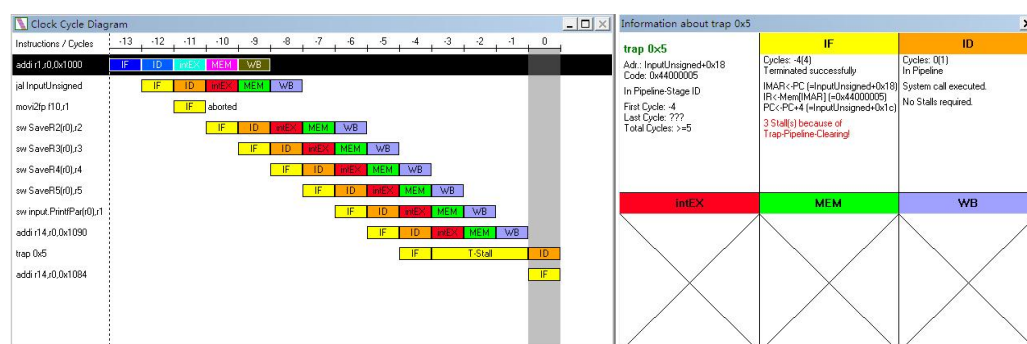 Clock Cycle Diagram
Instructions / Cycles -13 -12 -11 -10 -9 -8 -7 -6 -5 -4 -3 -2 -1 0
addi r1,r0,0x1000 IF ID intEX MEM WB
jal InputUnsigned IF ID intEX MEM WB
movi2fp f10,r1 IF aborted
sw SaveR2(r0),r2 IF ID intEX MEM WB
sw SaveR3(r0),r3 IF ID intEX MEM WB
sw SaveR4(r0),r4 IF ID intEX MEM WB
sw SaveR5(r0),r5 IF ID intEX MEM WB
sw input.PrintfPar(r0),r1 IF ID intEX MEM WB
addi r14,r0,0x1090 IF ID intEX MEM WB
trap 0x5 IF T-Stall ID
addi r14,r0,0x1084 IF
Information about trap 0x5
trap 0x5
Adr.: InputUnsigned+0x18
Code: 0x44000005
In Pipeline-Stage ID
First Cycle: -4
Last Cycle: ???
Total Cycles: >=5
IF
Cycles: -4(4)
Terminated successfully
IMAR<-PC (=InputUnsigned+0x18)
IR<-Mem[IMAR] (=0x44000005)
PC<-PC+4 (=InputUnsigned+0x1c)
3 Stall(s) because of
Trap-Pipeline-Clearing!
ID
Cycles: 0(1)
In Pipeline
System call executed.
No Stalls required.
intEX
MEM
WB